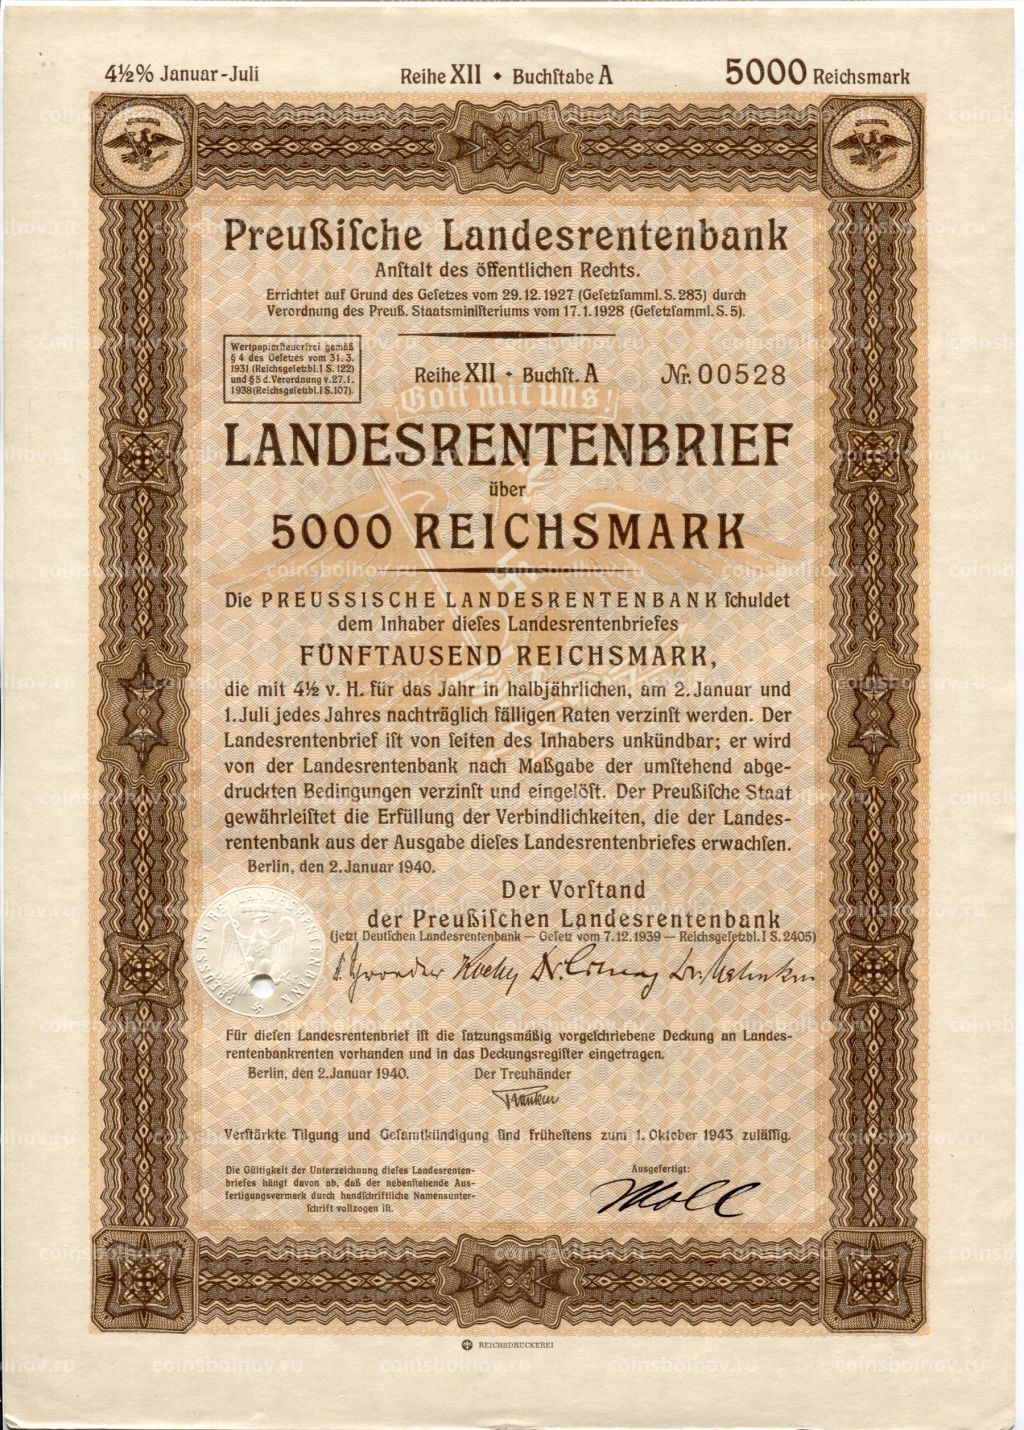 4½% Januar-Juli Reihe XII ◆ Buchſtabe A 5000 Reichsmark
Preußiſche Landesrentenbank
Anſtalt des öffentlichen Rechts.
Errichtet auf Grund des Geſetzes vom 29.12.1927 (Geſetzſamml. S. 283) durch
Verordnung des Preuß. Staatsminiſteriums vom 17.1.1928 (Geſetzſamml. S. 5).
Wertpapierſteuerfrei gemäß
§ 4 des Geſetzes vom 31. 3.
1931 (Reichsgeſetzbl. I S. 122)
und § 5 d. Verordnung v. 27. 1.
1938 (Reichsgeſetzbl. I S. 107).
Reihe XII • Buchſt. A Nr. 00528
Gott mit uns!
LANDESRENTENBRIEF
über
5000 REICHSMARK
Die PREUSSISCHE LANDESRENTENBANK ſchuldet
dem Inhaber dieſes Landesrentenbriefes
FÜNFTAUSEND REICHSMARK,
die mit 4½ v. H. für das Jahr in halbjährlichen, am 2. Januar und
1. Juli jedes Jahres nachträglich fälligen Raten verzinſt werden. Der
Landesrentenbrief iſt von ſeiten des Inhabers unkündbar; er wird
von der Landesrentenbank nach Maßgabe der umſtehend abge-
druckten Bedingungen verzinſt und eingelöſt. Der Preußiſche Staat
gewährleiſtet die Erfüllung der Verbindlichkeiten, die der Landes-
rentenbank aus der Ausgabe dieſes Landesrentenbriefes erwachſen.
Berlin, den 2. Januar 1940.
Der Vorſtand
der Preußiſchen Landesrentenbank
(jetzt Deutſchen Landesrentenbank — Geſetz vom 7.12.1939 — Reichsgeſetzbl. I S. 2405)
PREUSSISCHE LANDESRENTENBANK
Für dieſen Landesrentenbrief iſt die ſatzungsmäßig vorgeſchriebene Deckung an Landes-
rentenbankrenten vorhanden und in das Deckungsregiſter eingetragen.
Berlin, den 2. Januar 1940. Der Treuhänder
Verſtärkte Tilgung und Geſamtkündigung ſind früheſtens zum 1. Oktober 1943 zuläſſig.
Die Gültigkeit der Unterzeichnung dieſes Landesrenten-
briefes hängt davon ab, daß der nebenſtehende Aus-
fertigungsvermerk durch handſchriftliche Namensunter-
ſchrift vollzogen iſt.
Ausgefertigt:
Moll
REICHSDRUCKEREI
coinsbolhov.ru